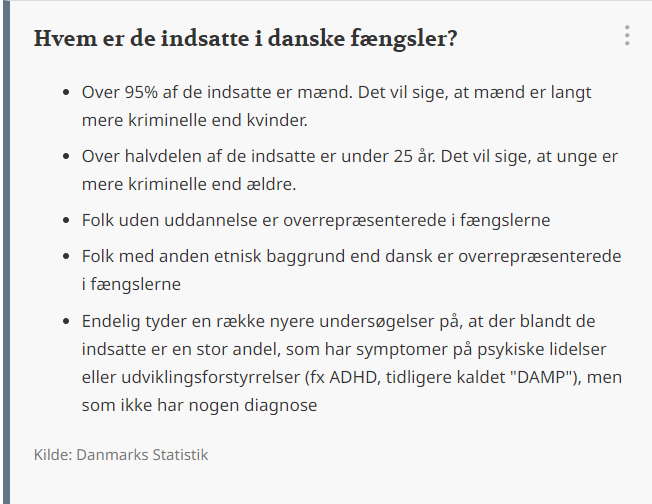 Hvem er de indsatte i danske fængsler?
• Over 95% af de indsatte er mænd. Det vil sige, at mænd er langt
mere kriminelle end kvinder.
• Over halvdelen af de indsatte er under 25 år. Det vil sige, at unge er
mere kriminelle end ældre.
• Folk uden uddannelse er overrepræsenterede i fængslerne
• Folk med anden etnisk baggrund end dansk er overrepræsenterede
i fængslerne
• Endelig tyder en række nyere undersøgelser på, at der blandt de
indsatte er en stor andel, som har symptomer på psykiske lidelser
eller udviklingsforstyrrelser (fx ADHD, tidligere kaldet "DAMP"), men
som ikke har nogen diagnose
Kilde: Danmarks Statistik